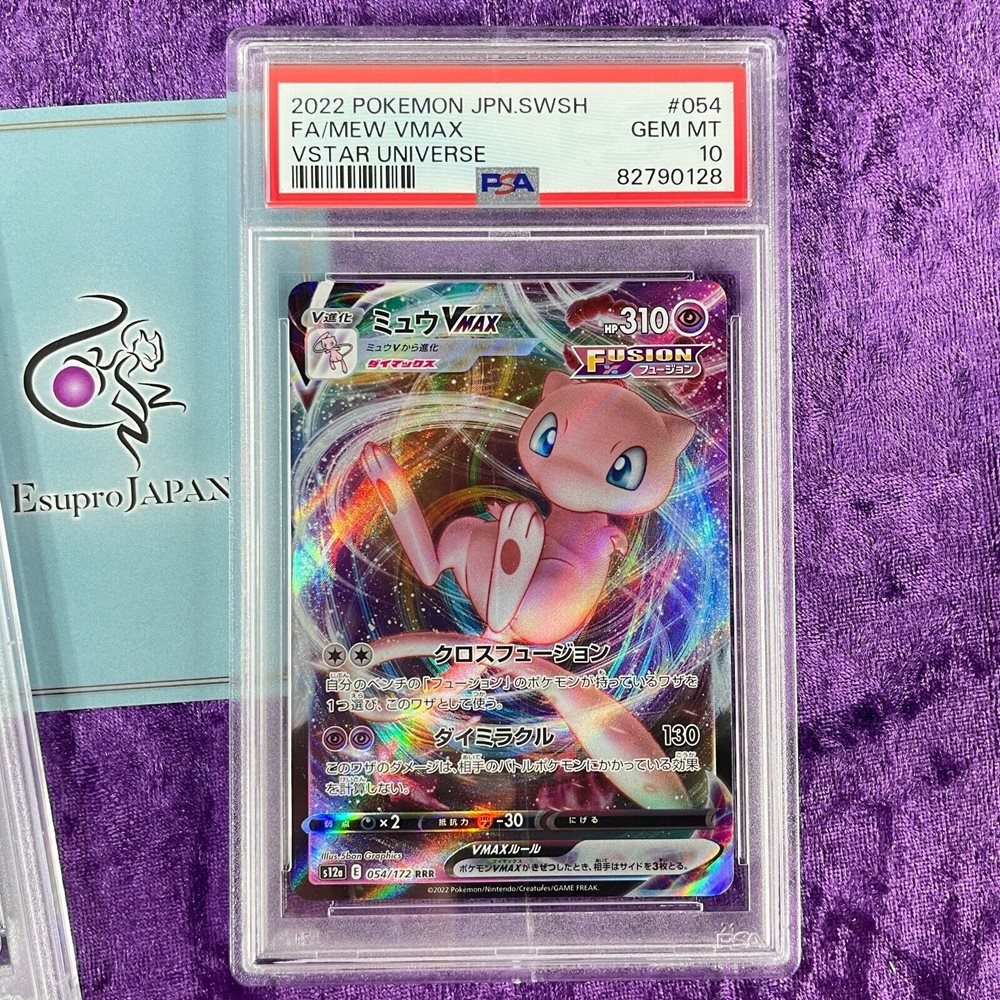 2022 POKEMON JPN.SWSH #054
FA/MEW VMAX GEM MT
VSTAR UNIVERSE 10
PSA 82790128
EsuproJAPAN
V進化
ミュウVMAX
HP310
ミュウVから進化
ダイマックス
FUSION
フュージョン
クロスフュージョン
自分のベンチの「フュージョン」のポケモンが持っているワザを
1つ選び、このワザとして使う。
ダイミラクル 130
このワザのダメージは、相手のバトルポケモンにかかっている効果
を計算しない。
弱点 ×2 抵抗力 -30 にげる
VMAXルール
ポケモンVMAXがきぜつしたとき、相手はサイドを3枚とる。
Illus. 5ban Graphics
s12a E 054/172 RRR
©2022 Pokémon/Nintendo/Creatures/GAME FREAK.
PSA